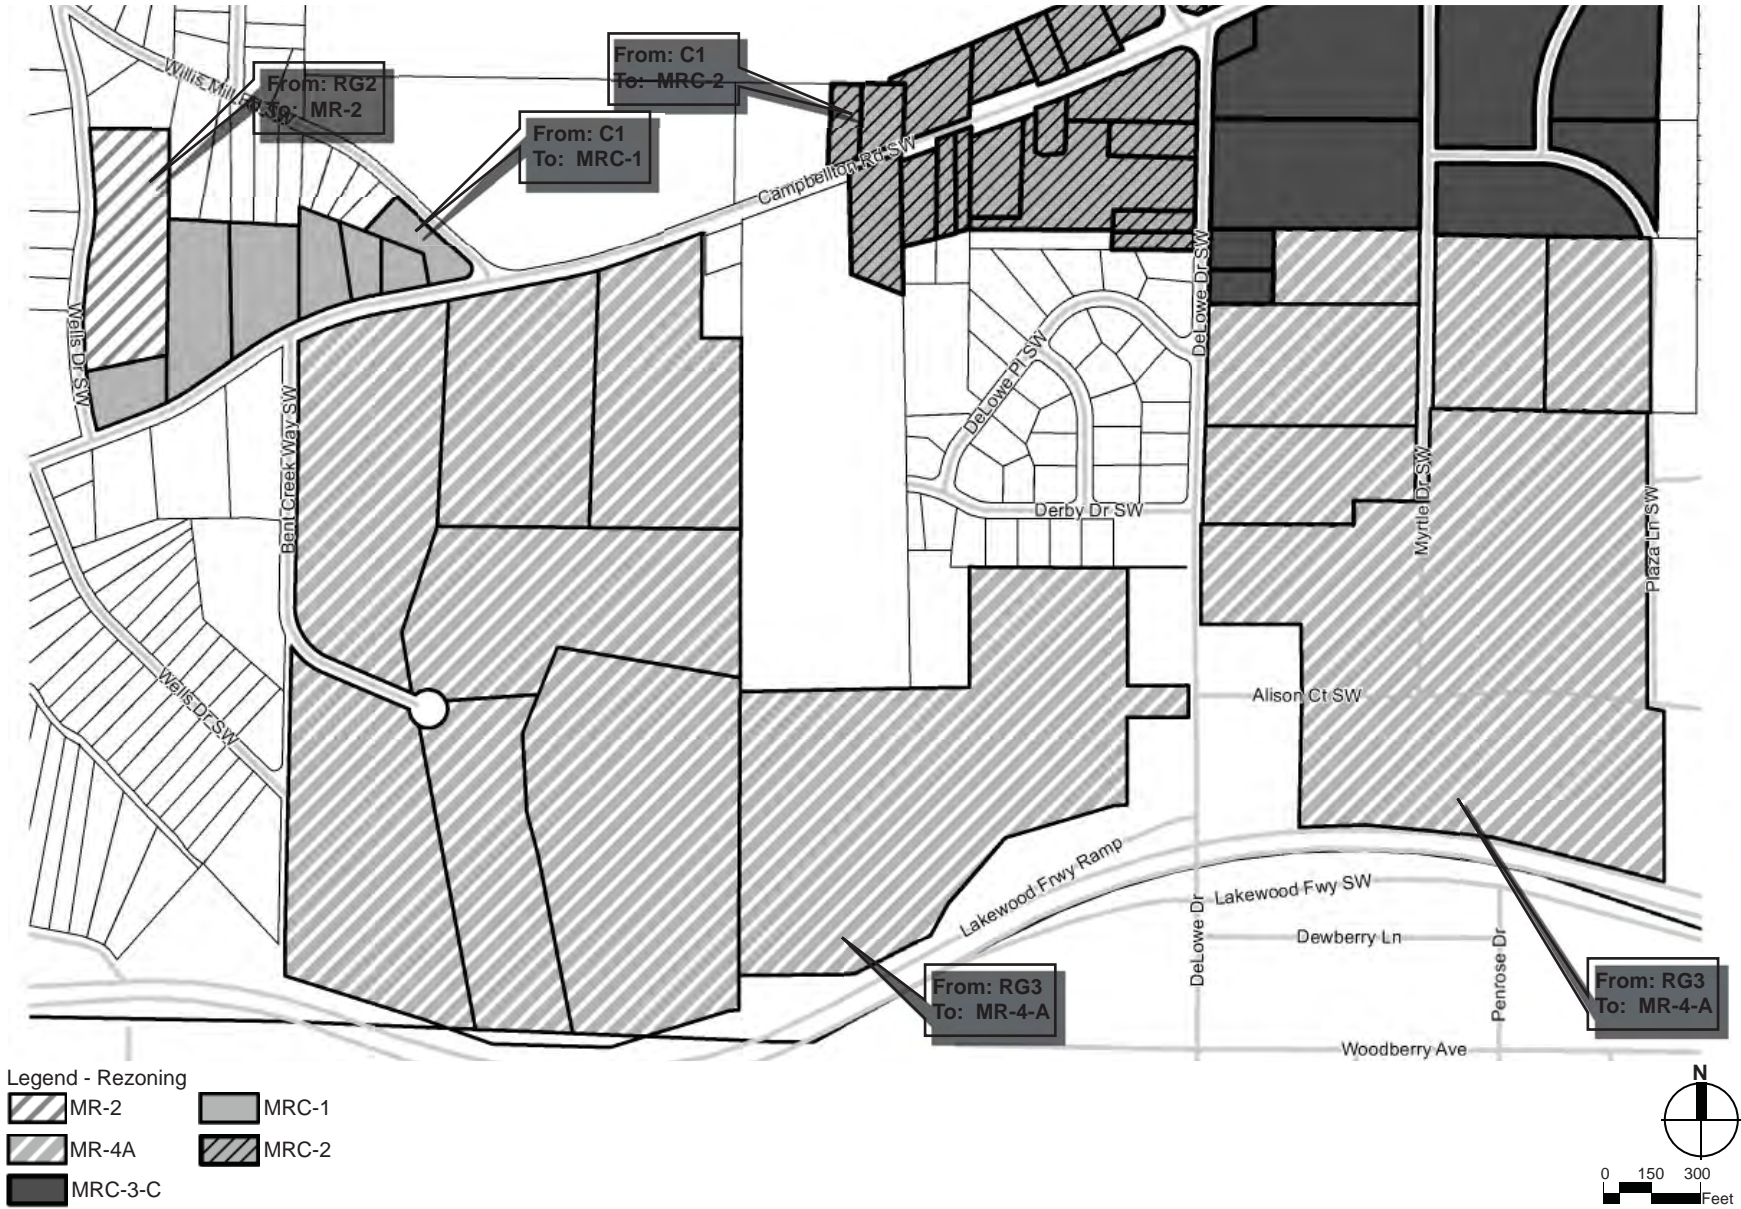 From: C1
To: MRC-2
Willis Mill Rd SW
From: RG2
To: MR-2
From: C1
To: MRC-1
Campbellton Rd SW
DeLowe Dr SW
Wells Dr SW
DeLowe Pl SW
Bent Creek Way SW
Myrtle Dr SW
Derby Dr SW
Plaza Ln SW
Wells Dr SW
Alison Ct SW
Lakewood Frwy Ramp
Lakewood Fwy SW
DeLowe Dr
Dewberry Ln
Penrose Dr
From: RG3
To: MR-4-A
From: RG3
To: MR-4-A
Woodberry Ave
Legend - Rezoning
MR-2
MRC-1
MR-4A
MRC-2
MRC-3-C
N
0 150 300
Feet